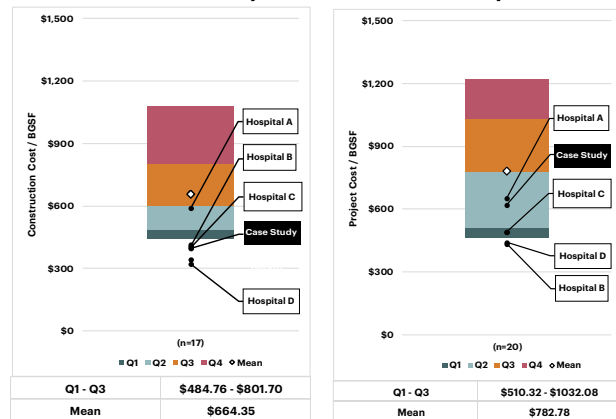 $1,500
$1,200
$900
$600
$300
$0
Construction Cost / BGSF
Hospital A
Hospital B
Hospital C
Case Study
Hospital D
(n=17)
Q1 Q2 Q3 Q4 Mean
Q1 - Q3 $484.76 - $801.70
Mean $664.35
$1,500
$1,200
$900
$600
$300
$0
Project Cost / BGSF
Hospital A
Case Study
Hospital C
Hospital D
Hospital B
(n=20)
Q1 Q2 Q3 Q4 Mean
Q1 - Q3 $510.32 - $1032.08
Mean $782.78